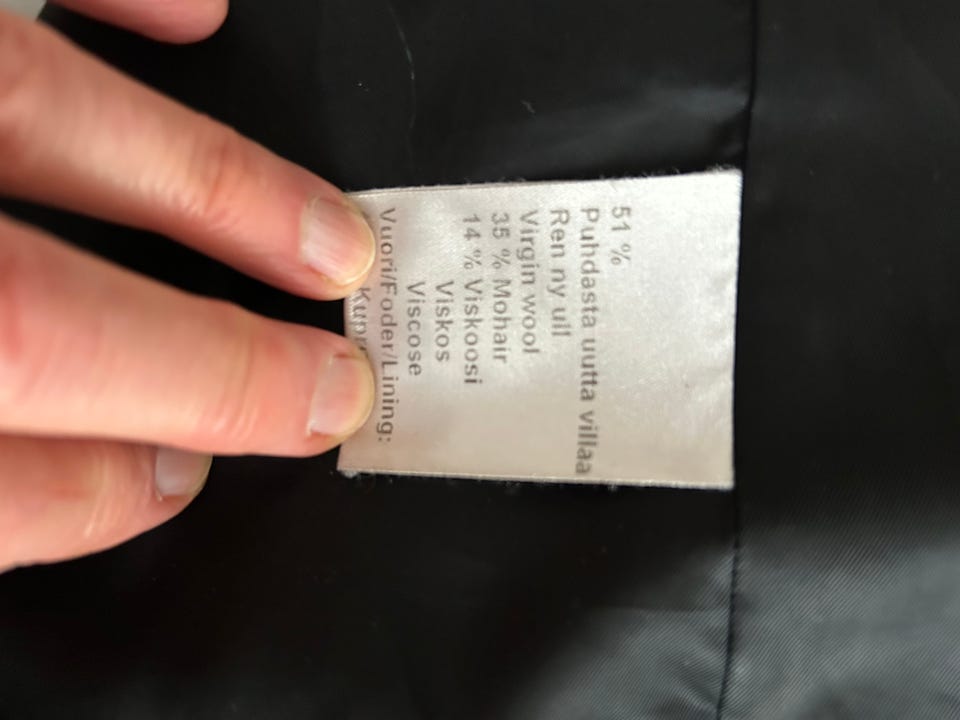 51 %
Puhdasta uutta villaa
Ren ny ull
Virgin wool
35 % Mohair
14 % Viskoosi
Viskos
Viscose
Vuori/Foder/Lining: